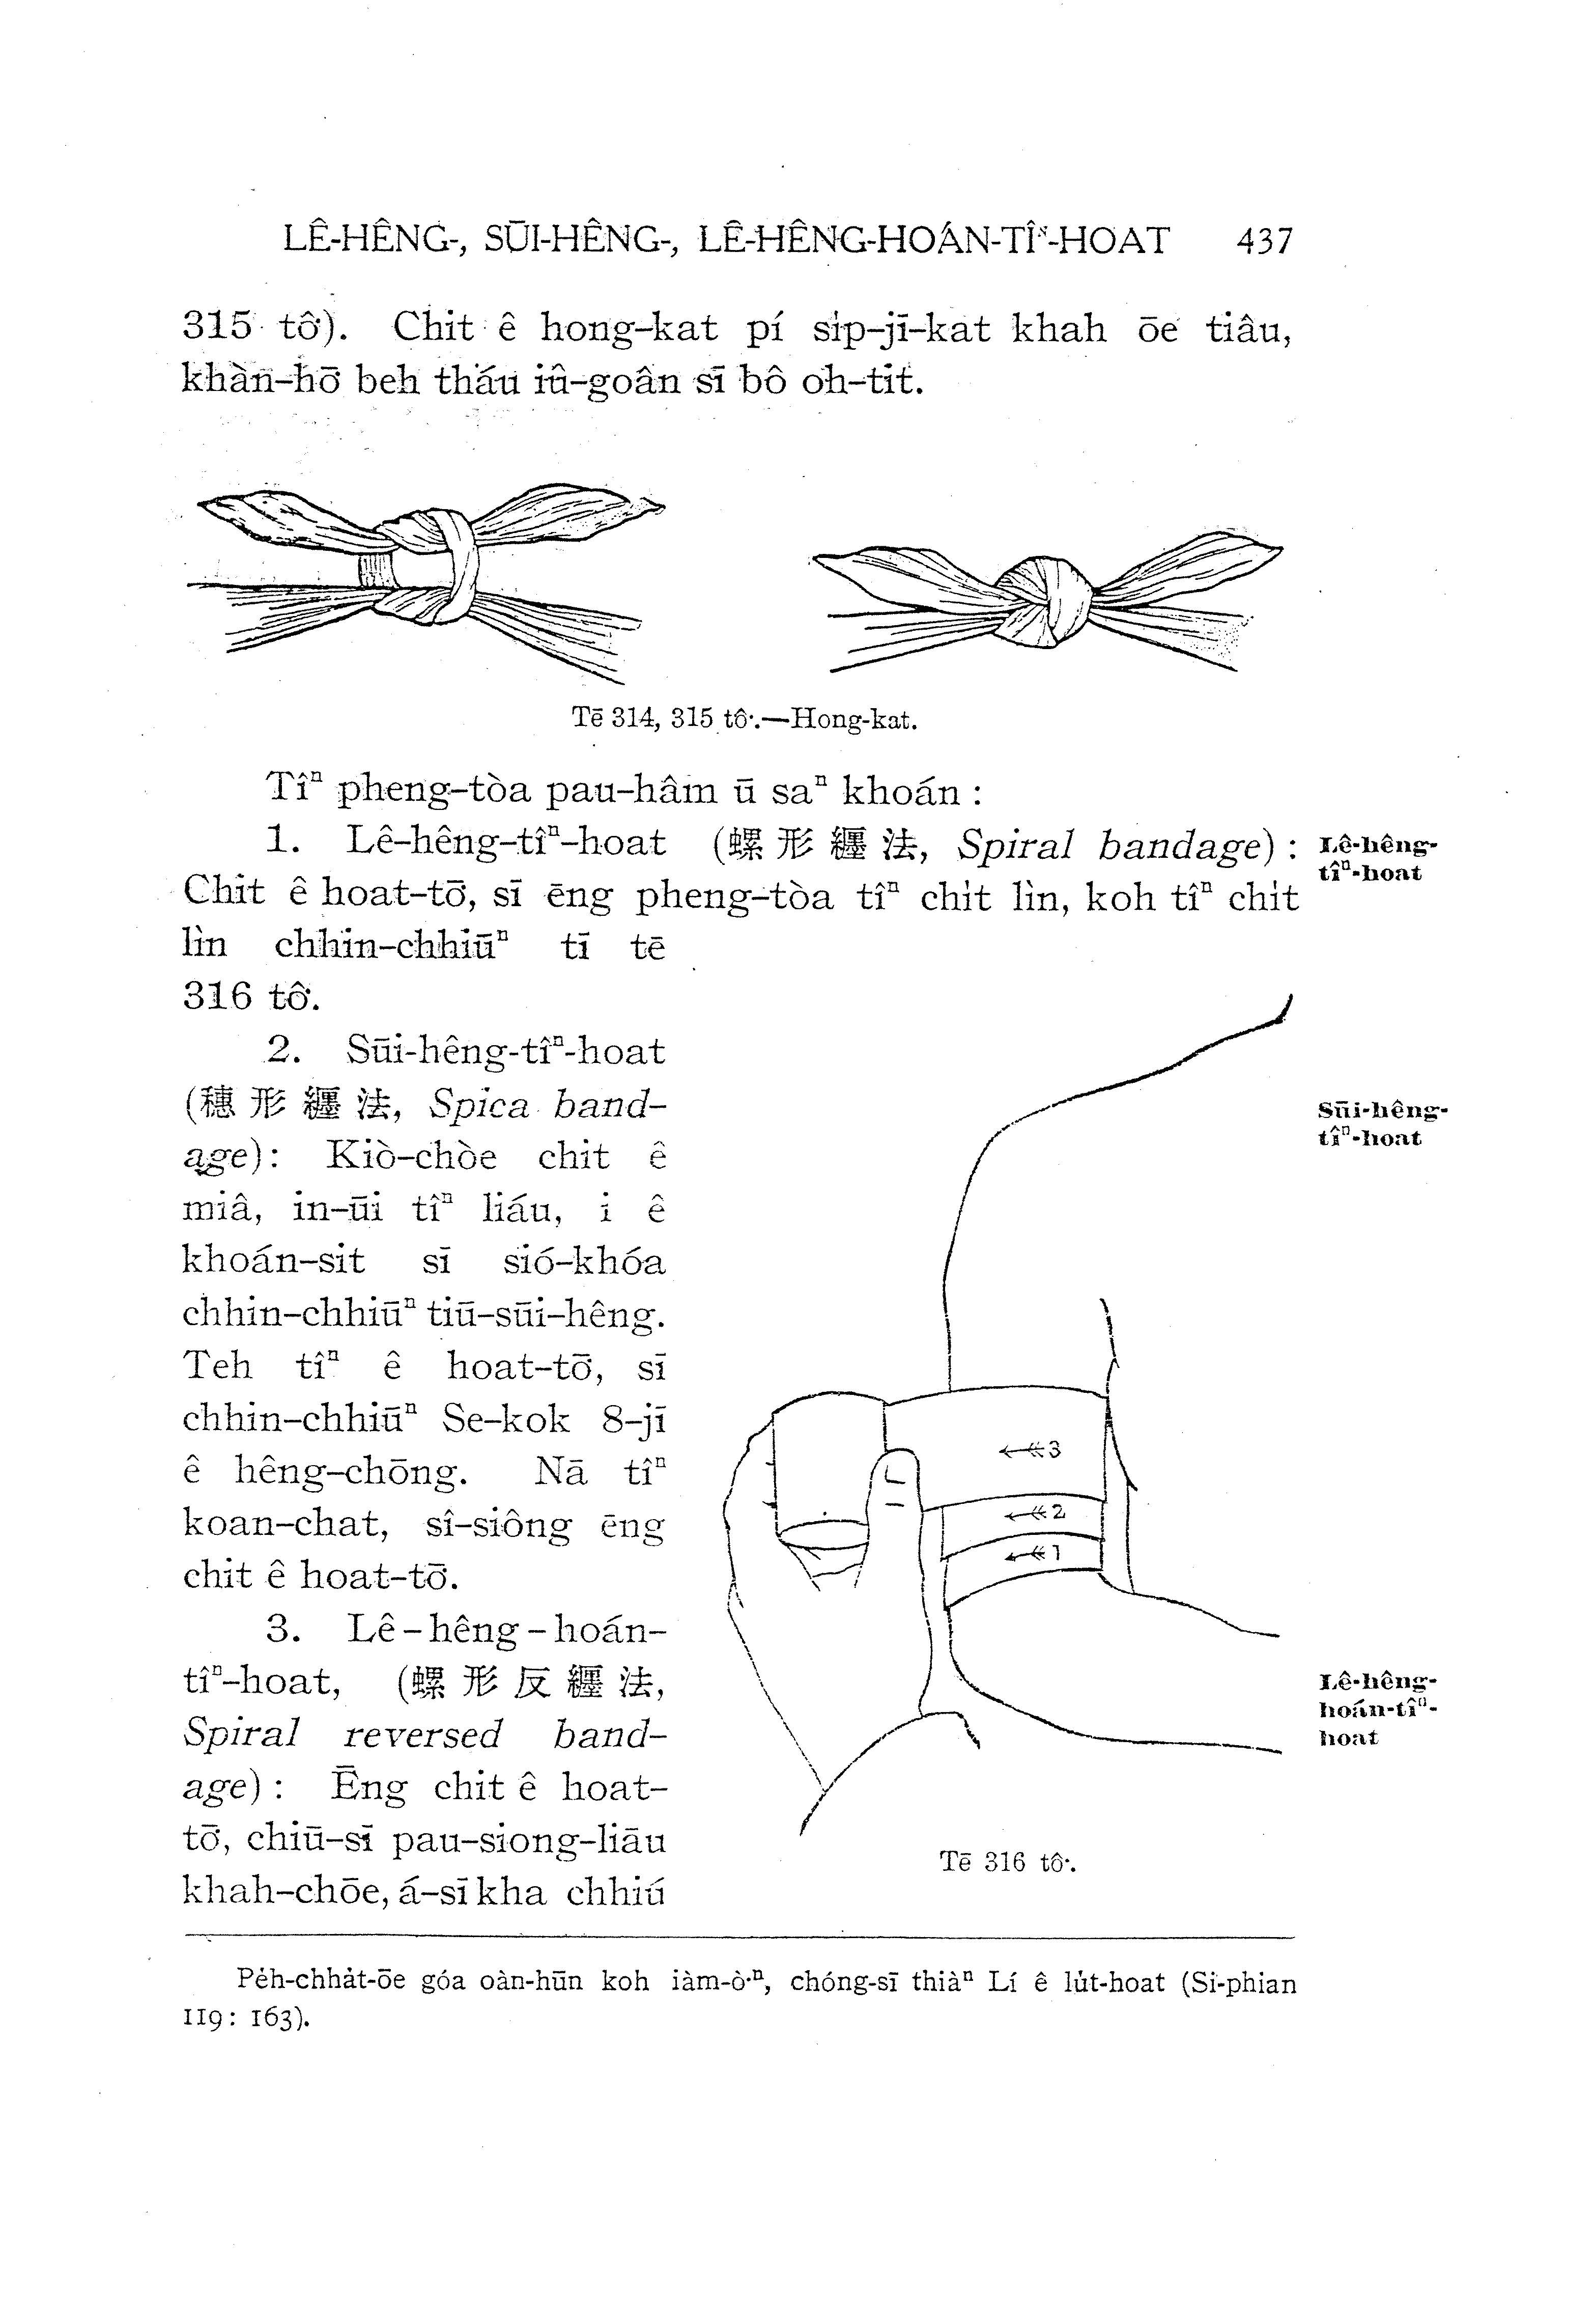 LÊ-HÊNG-, SŪI-HÊNG-, LÊ-HÊNG-HOÁN-TÎᴺ-HOAT 437
315 tô͘). Chit ê hong-kat pí si̍p-jī-kat khah ōe tiâu,
khàn-hō͘ beh tháu iû-goân sī bô oh-tit.
Tē 314, 315 tô͘.—Hong-kat.
Tîⁿ pheng-tòa pau-hâm ū saⁿ khoán :
1. Lê-hêng-tîⁿ-hoat (螺形纏法, Spiral bandage) :
Lê-hêng-
tîⁿ-hoat
Chit ê hoat-tō͘, sī ēng pheng-tòa tîⁿ chi̍t lìn, koh tîⁿ chi̍t
lìn chhin-chhiūⁿ tī tē
316 tô͘.
2. Sūi-hêng-tîⁿ-hoat
Sūi-hêng-
tîⁿ-hoat
(穗形纏法, Spica band-
age): Kiò-chòe chit ê
miâ, in-ūi tîⁿ liáu, i ê
khoán-sit sī sió-khóa
chhin-chhiūⁿ tiū-sūi-hêng.
Teh tîⁿ ê hoat-tō͘, sī
chhin-chhiūⁿ Se-kok 8-jī
ê hêng-chōng. Nā tîⁿ
koan-chat, sî-siông ēng
chit ê hoat-tō͘.
3. Lê-hêng-hoán-
tîⁿ-hoat, (螺形反纏法,
Lê-hêng-
hoán-tîⁿ-
hoat
Spiral reversed band-
age) : Ēng chit ê hoat-
tō͘, chiū-sī pau-siong-liāu
khah-chōe, á-sī kha chhiú
3
2
1
Tē 316 tô͘.
Pe̍h-chha̍t-ōe góa oàn-hūn koh iàm-ò͘ⁿ, chóng-sī thiàⁿ Lí ê lu̍t-hoat (Si-phian
119: 163).